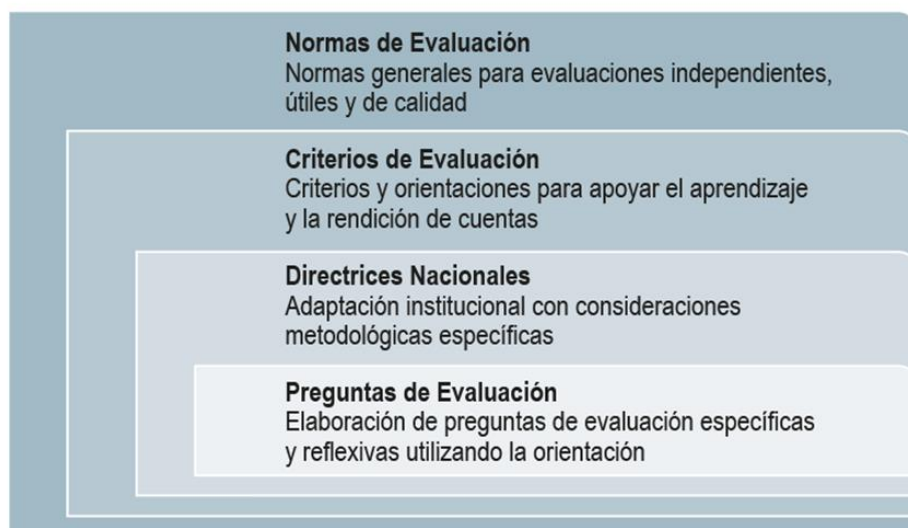 Normas de Evaluación
Normas generales para evaluaciones independientes,
útiles y de calidad
Criterios de Evaluación
Criterios y orientaciones para apoyar el aprendizaje
y la rendición de cuentas
Directrices Nacionales
Adaptación institucional con consideraciones
metodológicas específicas
Preguntas de Evaluación
Elaboración de preguntas de evaluación específicas
y reflexivas utilizando la orientación